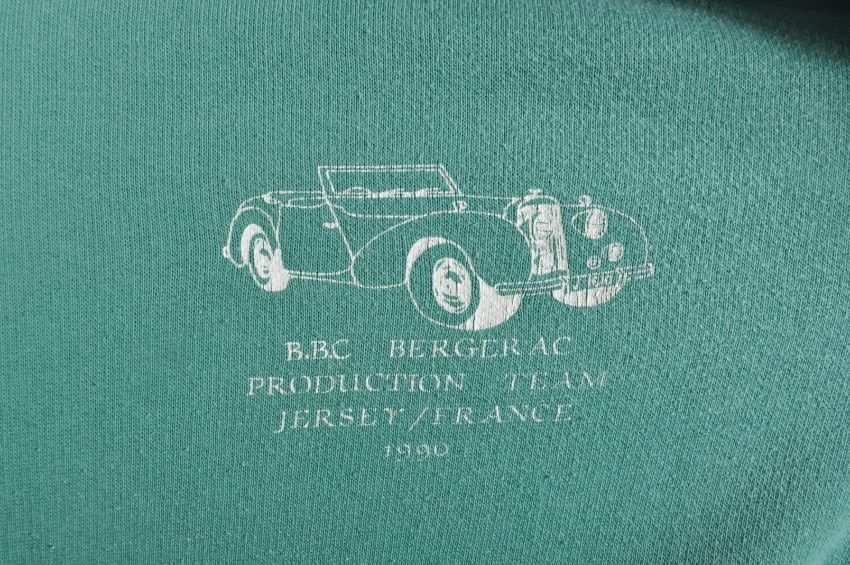 B.B.C BERGERAC
PRODUCTION TEAM
JERSEY/FRANCE
1990